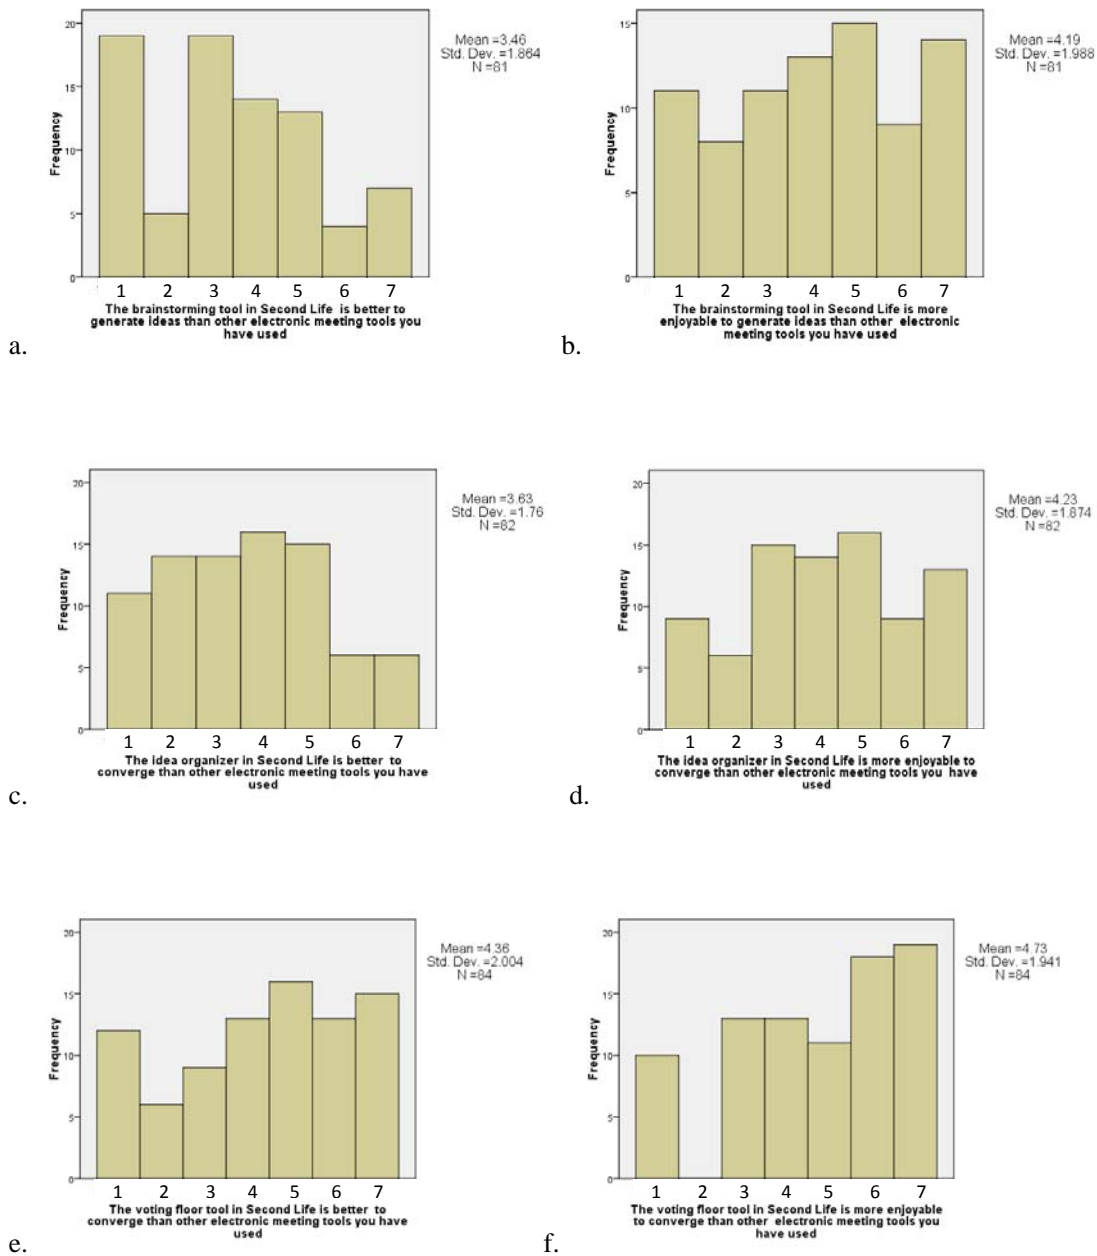 20
15
10
5
0
Frequency
Mean =3.46
Std. Dev. =1.864
N =81
1 2 3 4 5 6 7
The brainstorming tool in Second Life is better to
generate ideas than other electronic meeting tools you
have used
a.
15
10
5
0
Frequency
Mean =4.19
Std. Dev. =1.988
N =81
1 2 3 4 5 6 7
The brainstorming tool in Second Life is more
enjoyable to generate ideas than other electronic
meeting tools you have used
b.
20
15
10
5
0
Frequency
Mean =3.63
Std. Dev. =1.76
N =82
1 2 3 4 5 6 7
The idea organizer in Second Life is better to
converge than other electronic meeting tools you have
used
c.
20
15
10
5
0
Frequency
Mean =4.23
Std. Dev. =1.874
N =82
1 2 3 4 5 6 7
The idea organizer in Second Life is more enjoyable to
converge than other electronic meeting tools you have
used
d.
20
15
10
5
0
Frequency
Mean =4.36
Std. Dev. =2.004
N =84
1 2 3 4 5 6 7
The voting floor tool in Second Life is better to
converge than other electronic meeting tools you have
used
e.
20
15
10
5
0
Frequency
Mean =4.73
Std. Dev. =1.941
N =84
1 2 3 4 5 6 7
The voting floor tool in Second Life is more enjoyable
to converge than other electronic meeting tools you
have used
f.